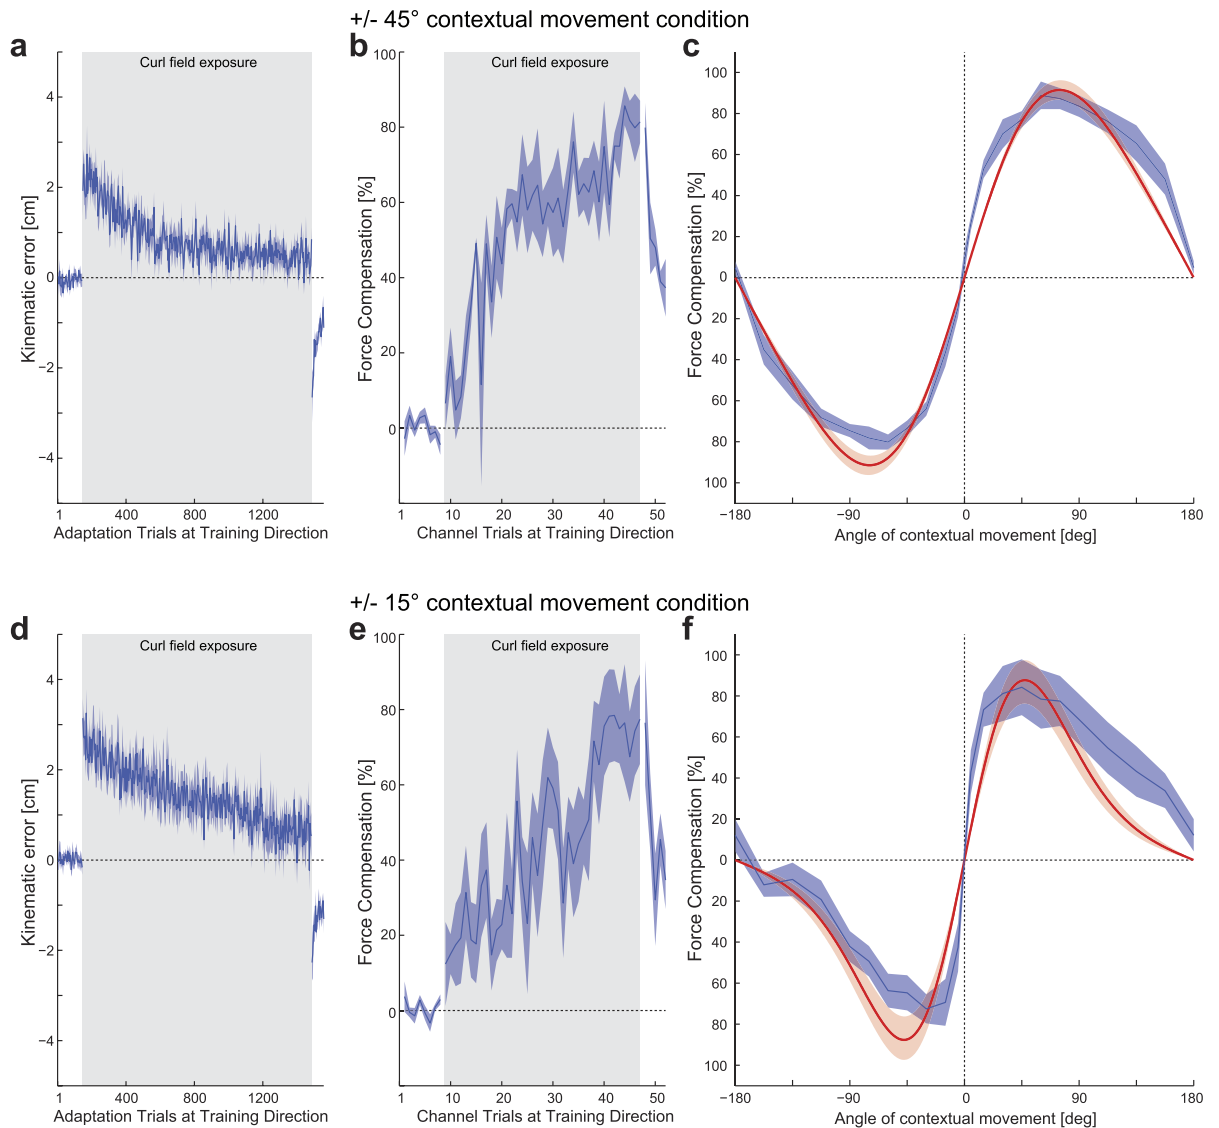 +/- 45° contextual movement condition
a
Curl field exposure
4
2
0
−2
−4
Kinematic error [cm]
1 400 800 1200
Adaptation Trials at Training Direction
b
Curl field exposure
100
80
60
40
20
0
Force Compensation [%]
1 10 20 30 40 50
Channel Trials at Training Direction
c
100
80
60
40
20
0
20
40
60
80
100
Force Compensation [%]
−180 −90 0 90 180
Angle of contextual movement [deg]
+/- 15° contextual movement condition
d
Curl field exposure
4
2
0
−2
−4
Kinematic error [cm]
1 400 800 1200
Adaptation Trials at Training Direction
e
Curl field exposure
100
80
60
40
20
0
Force Compensation [%]
1 10 20 30 40 50
Channel Trials at Training Direction
f
100
80
60
40
20
0
20
40
60
80
100
Force Compensation [%]
−180 −90 0 90 180
Angle of contextual movement [deg]